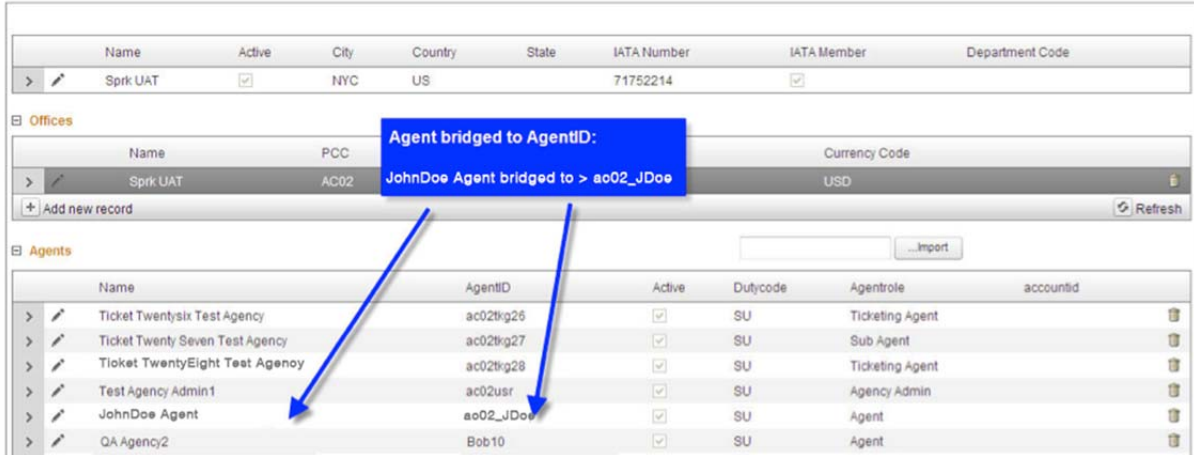 Name Active City Country State IATA Number IATA Member Department Code
Sprk UAT NYC US 71752214
Offices
Agent bridged to AgentID:
Name PCC Currency Code
JohnDoe Agent bridged to > ao02_JDoe
Sprk UAT AC02 USD
Add new record Refresh
Agents ...Import
Name AgentID Active Dutycode Agentrole accountid
Ticket Twentysix Test Agency ac02tkg26 SU Ticketing Agent
Ticket Twenty Seven Test Agency ac02tkg27 SU Sub Agent
Tioket TwentyEight Test Agenoy ac02tkg28 SU Ticketing Agent
Test Agency Admin1 ac02usr SU Agency Admin
JohnDoe Agent ao02_JDoe SU Agent
QA Agency2 Bob10 SU Agent